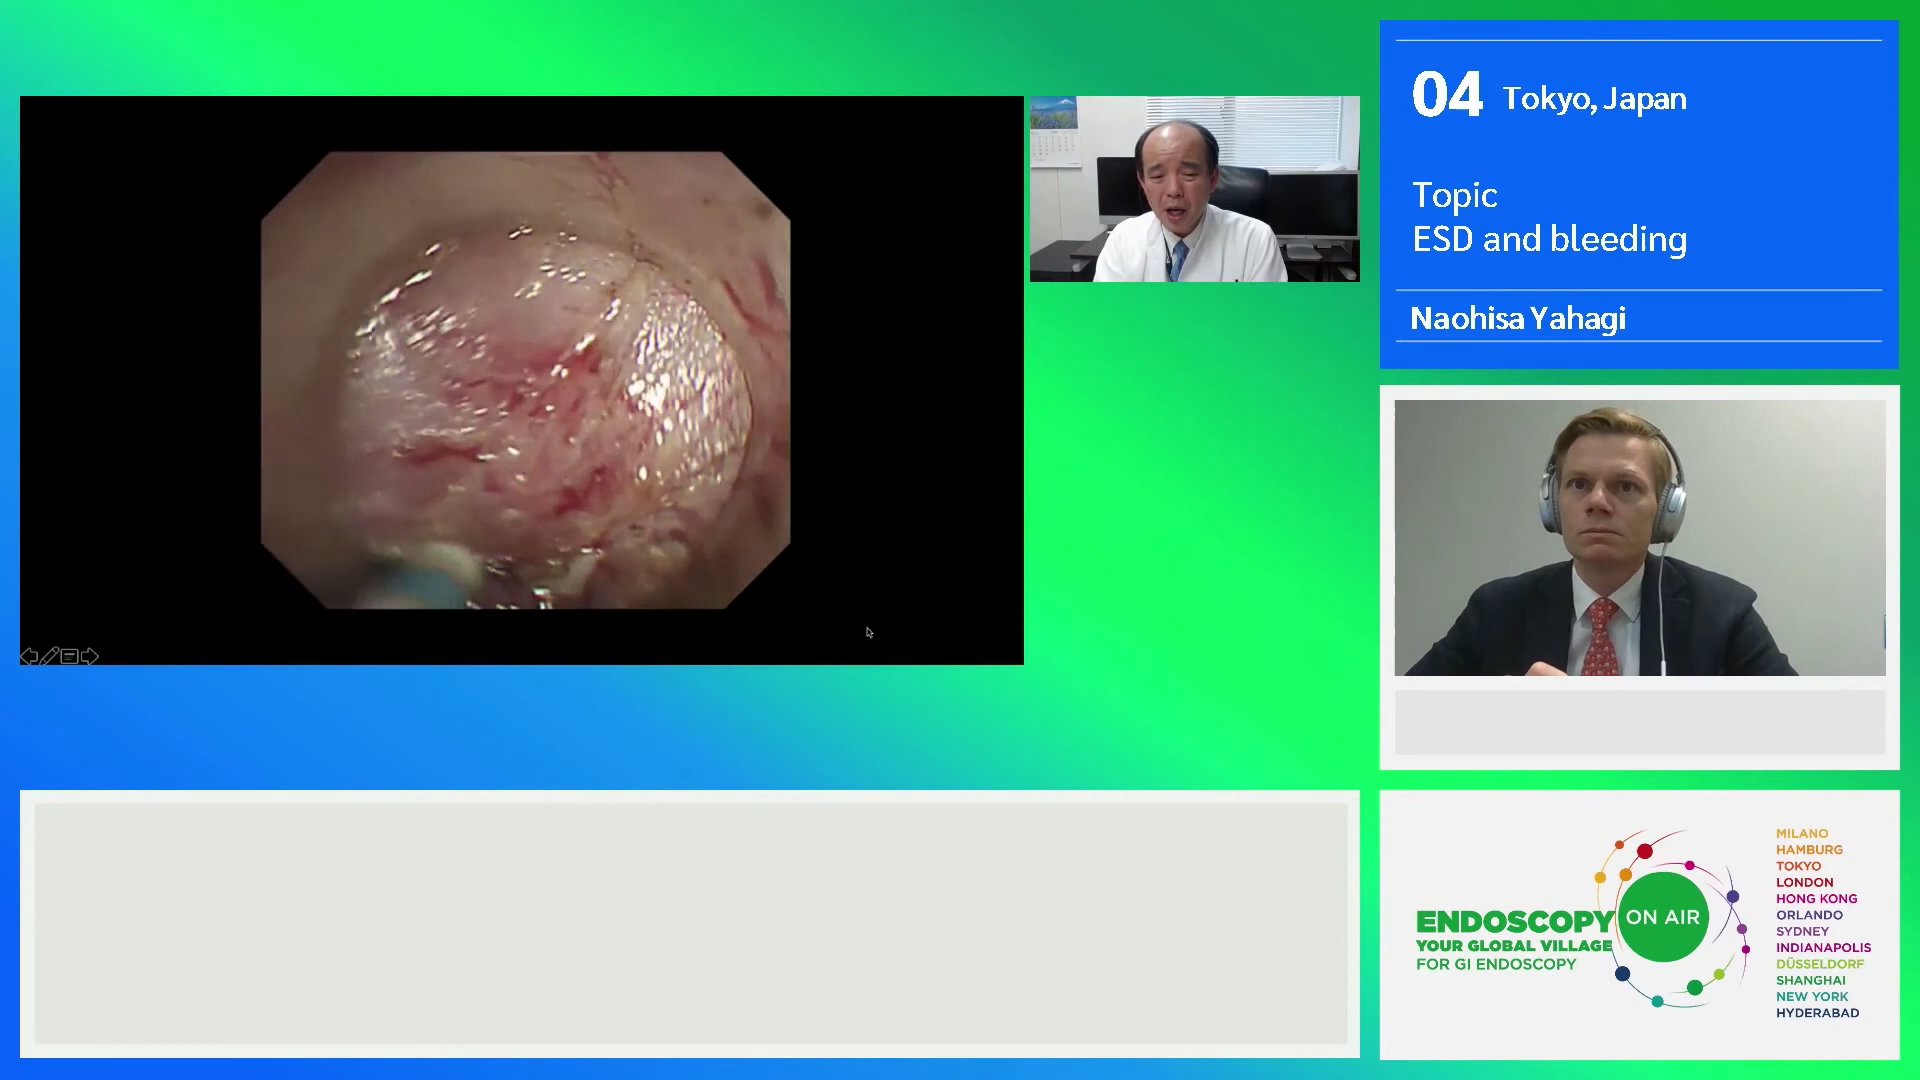 04 Tokyo, Japan
Topic
ESD and bleeding
Naohisa Yahagi
ENDOSCOPY
YOUR GLOBAL VILLAGE
FOR GI ENDOSCOPY
ON AIR
MILANO
HAMBURG
TOKYO
LONDON
HONG KONG
ORLANDO
SYDNEY
INDIANAPOLIS
DÜSSELDORF
SHANGHAI
NEW YORK
HYDERABAD